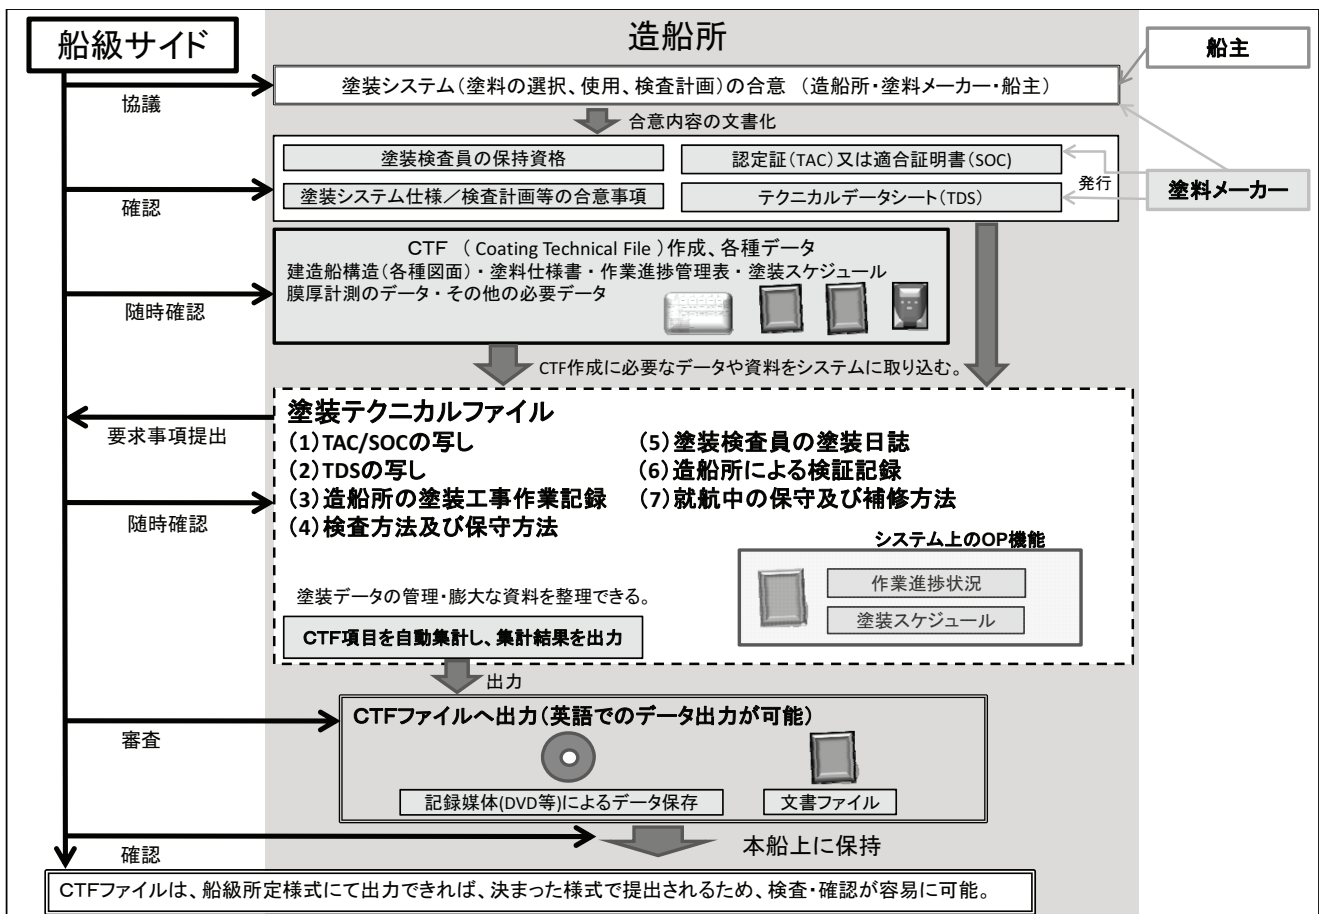 船級サイド
造船所
船主
塗装システム（塗料の選択、使用、検査計画）の合意 （造船所・塗料メーカー・船主）
協議
合意内容の文書化
塗装検査員の保持資格
認定証（TAC）又は適合証明書（SOC)
塗装システム仕様／検査計画等の合意事項
テクニカルデータシート（TDS）
発行
塗料メーカー
確認
CTF （ Coating Technical File ）作成、各種データ
建造船構造（各種図面）・塗料仕様書・作業進捗管理表・塗装スケジュール
膜厚計測のデータ・その他の必要データ
随時確認
CTF作成に必要なデータや資料をシステムに取り込む。
塗装テクニカルファイル
要求事項提出
（1）TAC/SOCの写し
（2）TDSの写し
（3）造船所の塗装工事作業記録
（4）検査方法及び保守方法
（5）塗装検査員の塗装日誌
（6）造船所による検証記録
（7）就航中の保守及び補修方法
随時確認
システム上のOP機能
作業進捗状況
塗装スケジュール
塗装データの管理・膨大な資料を整理できる。
CTF項目を自動集計し、集計結果を出力
出力
CTFファイルへ出力（英語でのデータ出力が可能）
審査
記録媒体(DVD等)によるデータ保存
文書ファイル
本船上に保持
確認
CTFファイルは、船級所定様式にて出力できれば、決まった様式で提出されるため、検査・確認が容易に可能。